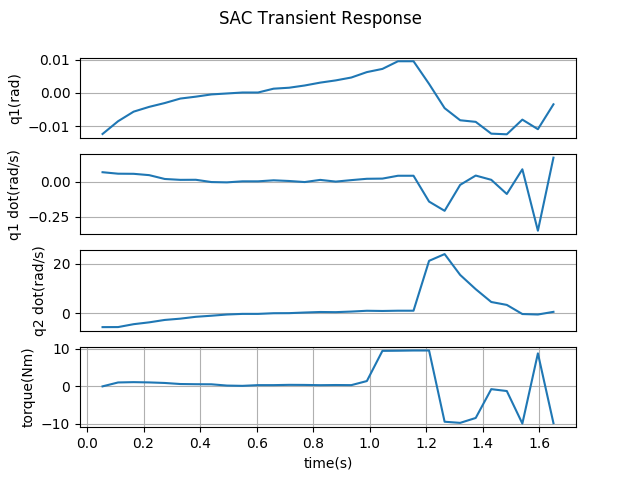 SAC Transient Response
q1(rad)
0.01
0.00
−0.01
q1 dot(rad/s)
0.00
−0.25
q2 dot(rad/s)
20
0
torque(Nm)
10
0
−10
0.0 0.2 0.4 0.6 0.8 1.0 1.2 1.4 1.6
time(s)